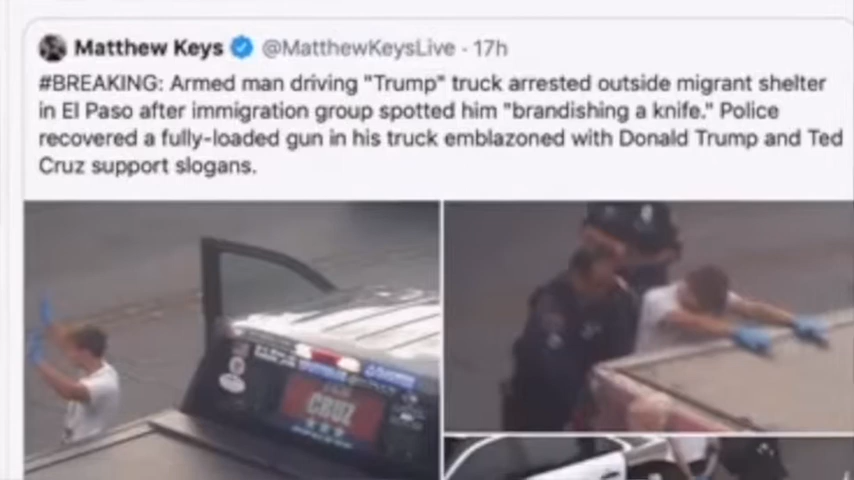 Matthew Keys @MatthewKeysLive · 17h
#BREAKING: Armed man driving "Trump" truck arrested outside migrant shelter
in El Paso after immigration group spotted him "brandishing a knife." Police
recovered a fully-loaded gun in his truck emblazoned with Donald Trump and Ted
Cruz support slogans.
CRUZ